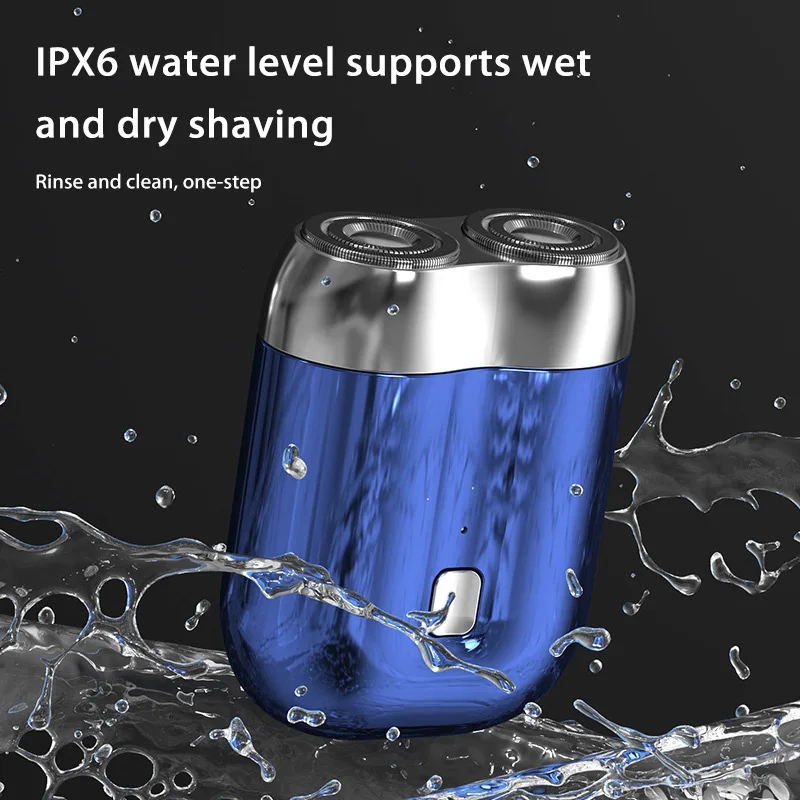 IPX6 water level supports wet
and dry shaving
Rinse and clean, one-step